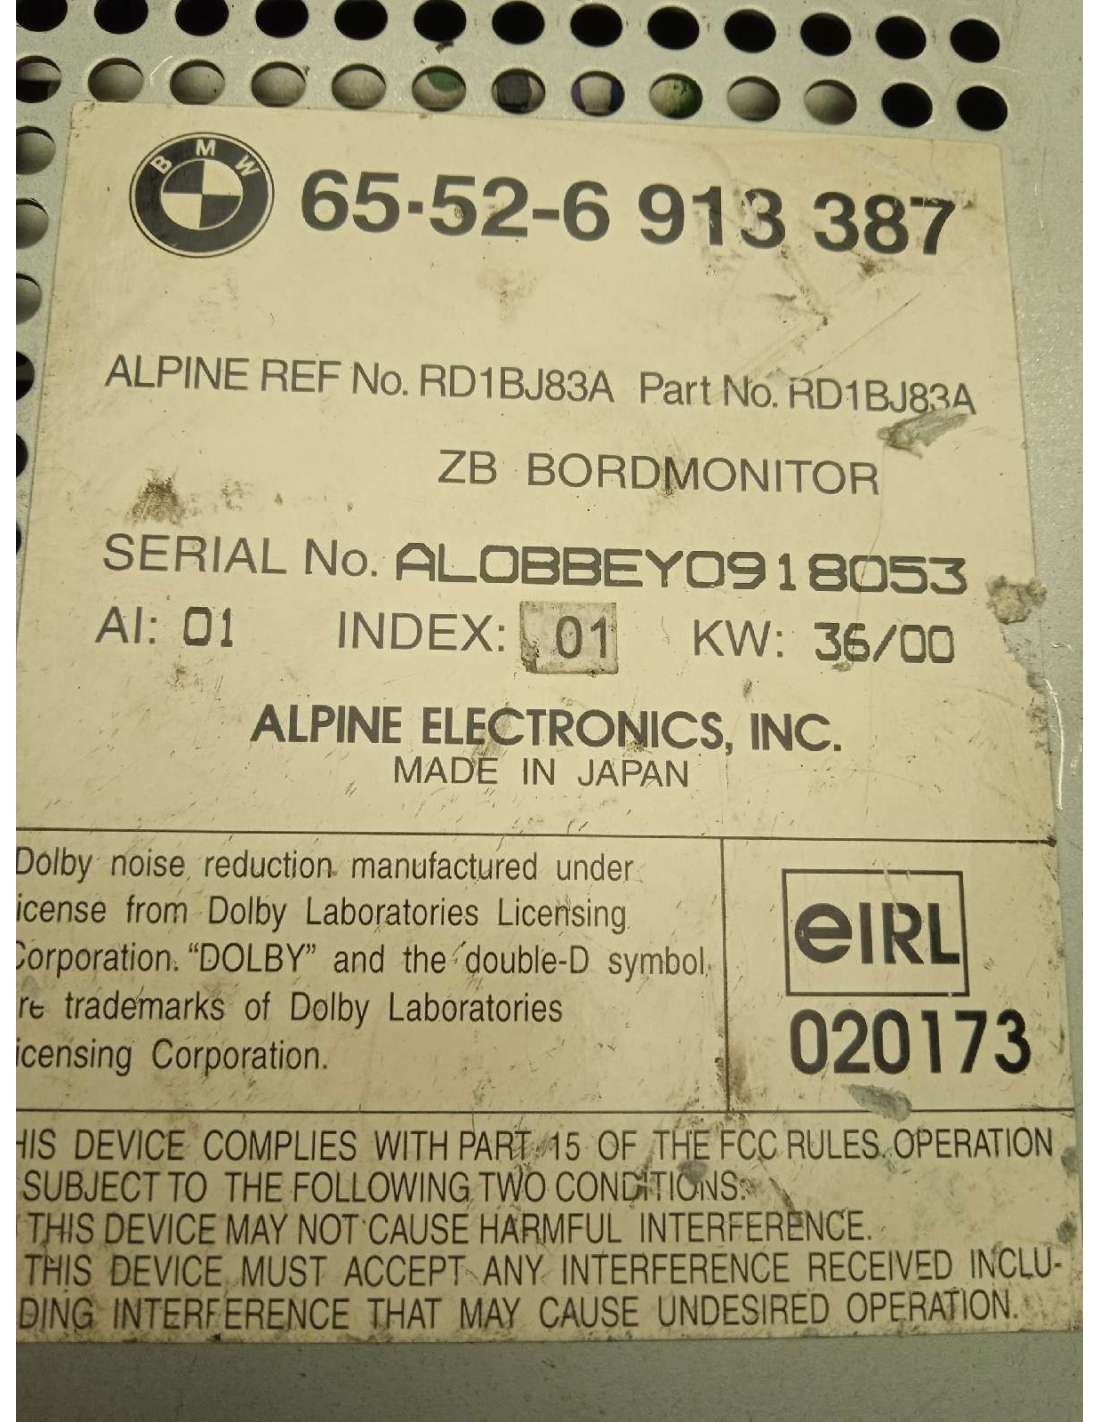 BMW 65·52-6 913 387
ALPINE REF No. RD1BJ83A Part No. RD1BJ83A
ZB BORDMONITOR
SERIAL No. ALOBBEY0918053
AI: 01 INDEX: 01 KW: 36/00
ALPINE ELECTRONICS, INC.
MADE IN JAPAN
Dolby noise reduction manufactured under
icense from Dolby Laboratories Licensing
Corporation. “DOLBY” and the double-D symbol
re trademarks of Dolby Laboratories
icensing Corporation.
eIRL
020173
HIS DEVICE COMPLIES WITH PART 15 OF THE FCC RULES. OPERATION
SUBJECT TO THE FOLLOWING TWO CONDITIONS:
THIS DEVICE MAY NOT CAUSE HARMFUL INTERFERENCE.
THIS DEVICE MUST ACCEPT ANY INTERFERENCE RECEIVED INCLU-
DING INTERFERENCE THAT MAY CAUSE UNDESIRED OPERATION.